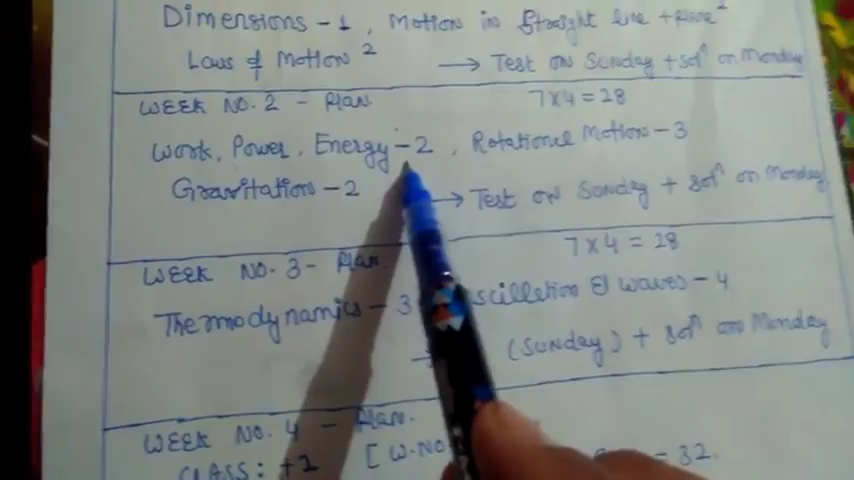 Dimensions - 1, Motion in Straight line + Plane 2
Laws of Motion 2 → Test on Sunday + solⁿ on Monday
WEEK NO. 2 - Plan 7x4 = 28
Work, Power, Energy - 2, Rotational Motion - 3
Gravitation - 2 → Test on Sunday + solⁿ on Monday
WEEK NO. 3 - Plan 7x4 = 28
Thermodynamics - 3 scilletion & waves - 4
(Sunday) + solⁿ on Monday
WEEK NO. 4 - Plan.
CLASS: +2 [W.NO = 32.